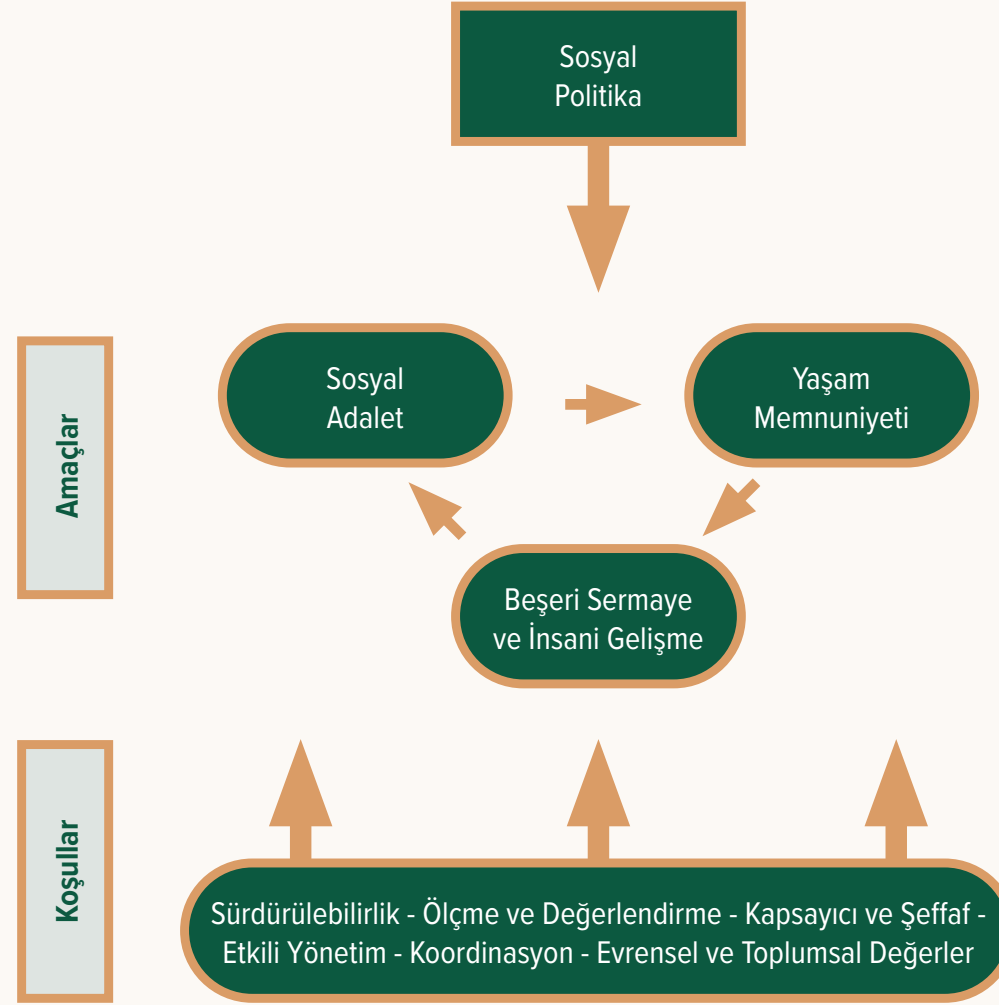 Sosyal
Politika
Amaçlar
Sosyal
Adalet
Yaşam
Memnuniyeti
Beşeri Sermaye
ve İnsani Gelişme
Koşullar
Sürdürülebilirlik - Ölçme ve Değerlendirme - Kapsayıcı ve Şeffaf -
Etkili Yönetim - Koordinasyon - Evrensel ve Toplumsal Değerler